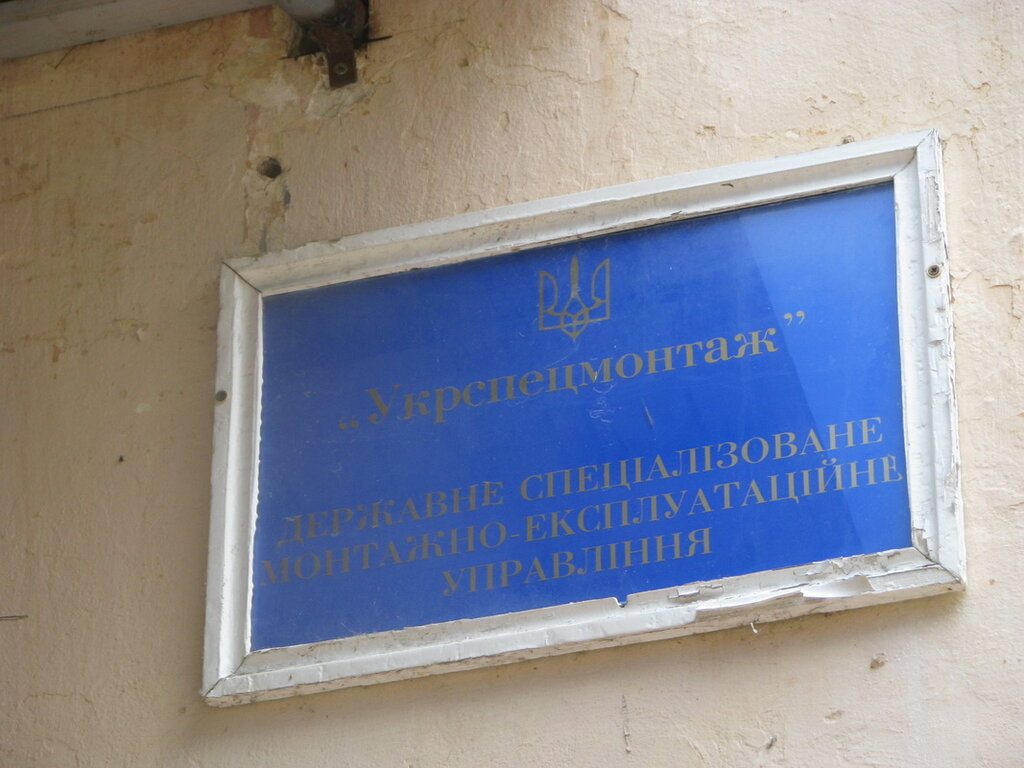 „Укрспецмонтаж”
ДЕРЖАВНЕ СПЕЦІАЛІЗОВАНЕ
МОНТАЖНО-ЕКСПЛУАТАЦІЙНЕ
УПРАВЛІННЯ